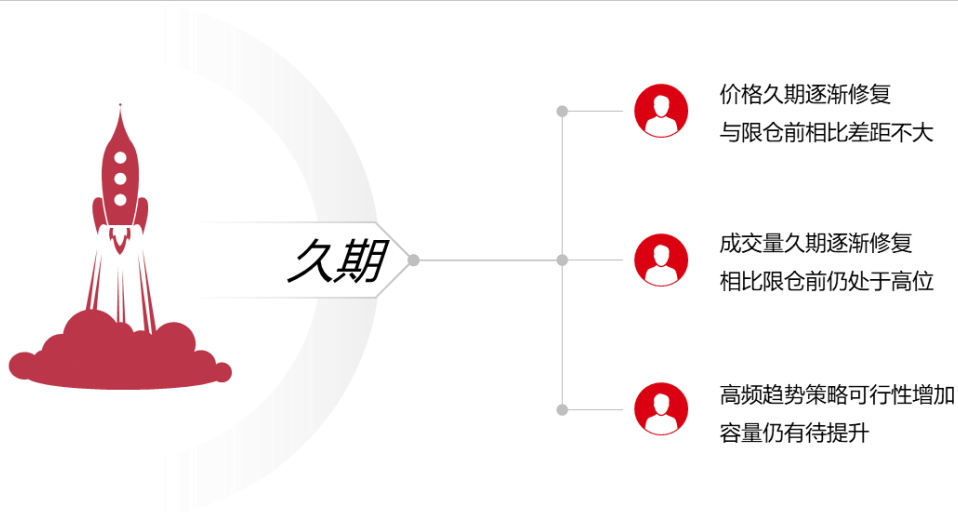 久期
价格久期逐渐修复
与限仓前相比差距不大
成交量久期逐渐修复
相比限仓前仍处于高位
高频趋势策略可行性增加
容量仍有待提升